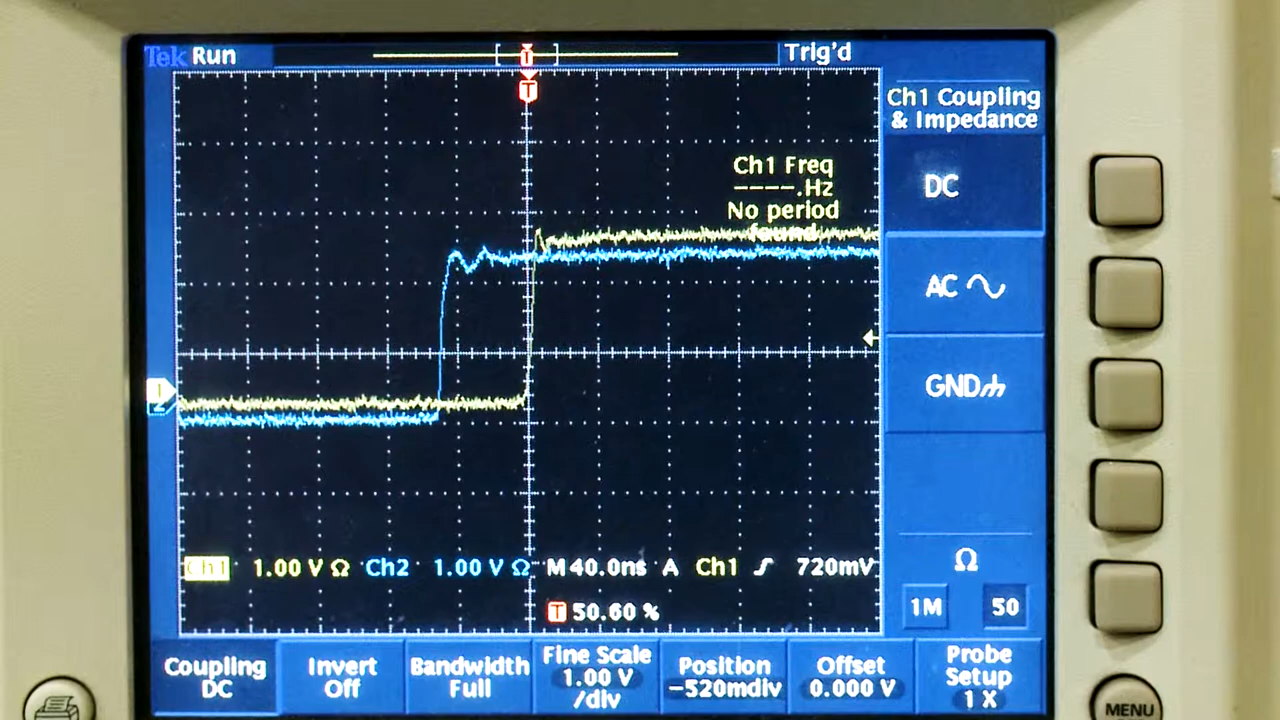 Tek Run Trig'd
T
T
Ch1 Coupling
& Impedance
Ch1 Freq
----.Hz
No period
found
DC
AC
GND
1
2
Ch1 1.00 V Ω Ch2 1.00 V Ω M 40.0ns A Ch1 720mV
T 50.60 %
Ω
1M 50
Coupling
DC
Invert
Off
Bandwidth
Full
Fine Scale
1.00 V
/div
Position
-520mdiv
Offset
0.000 V
Probe
Setup
1 X
MENU